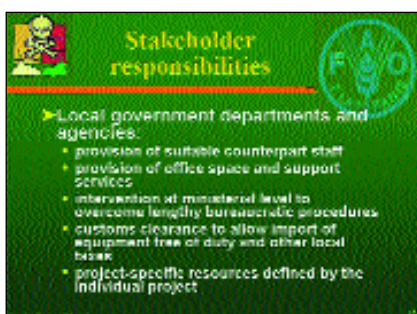 Stakeholder
responsibilities
F A O
➤Local government departments and
agencies:
• provision of suitable counterpart staff
• provision of office space and support
services
• intervention at ministerial level to
overcome lengthy bureaucratic procedures
• customs clearance to allow import of
equipment free of duty and other local
taxes
• project-specific resources defined by the
individual project